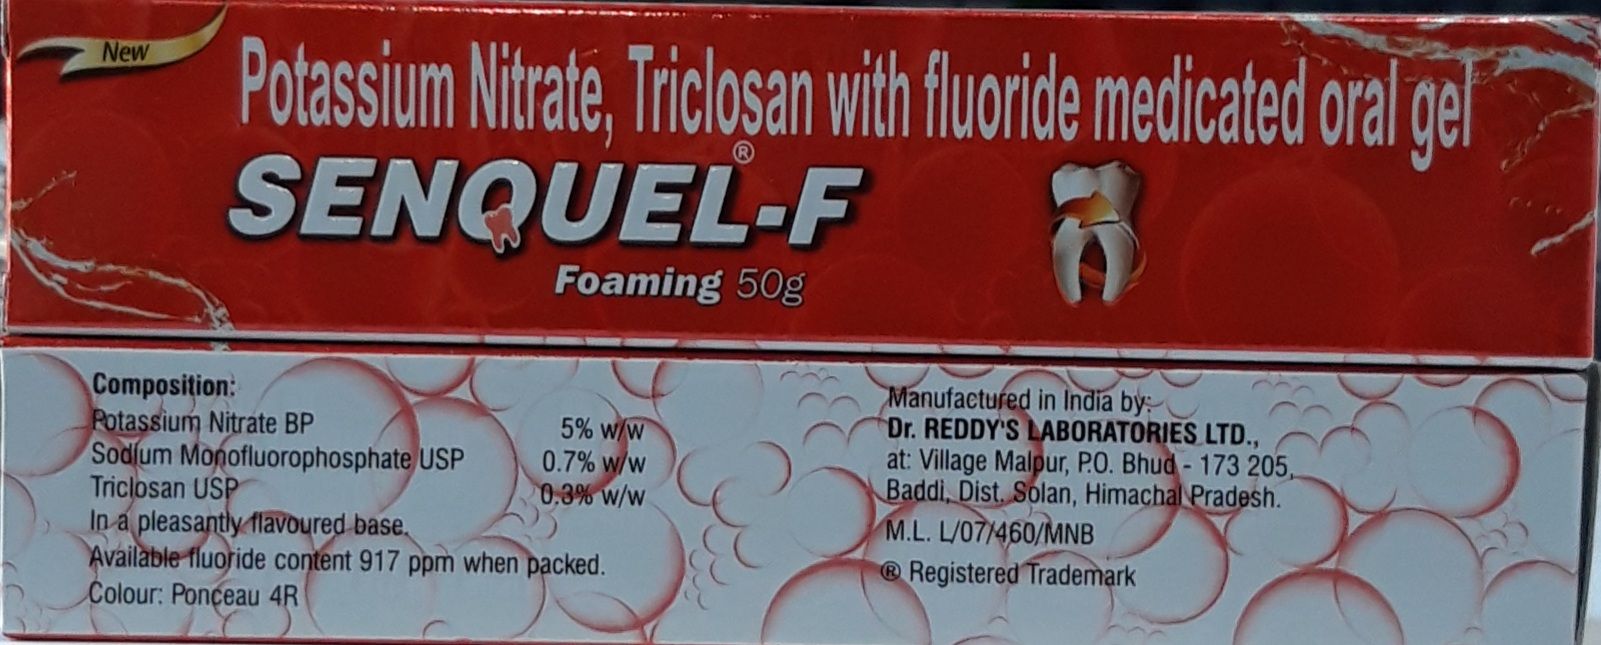 New
Potassium Nitrate, Triclosan with fluoride medicated oral gel
SENQUEL-F®
Foaming 50g
Composition:
Potassium Nitrate BP 5% w/w
Sodium Monofluorophosphate USP 0.7% w/w
Triclosan USP 0.3% w/w
In a pleasantly flavoured base.
Available fluoride content 917 ppm when packed.
Colour: Ponceau 4R
Manufactured in India by:
Dr. REDDY'S LABORATORIES LTD.,
at: Village Malpur, P.O. Bhud - 173 205,
Baddi, Dist. Solan, Himachal Pradesh.
M.L. L/07/460/MNB
® Registered Trademark